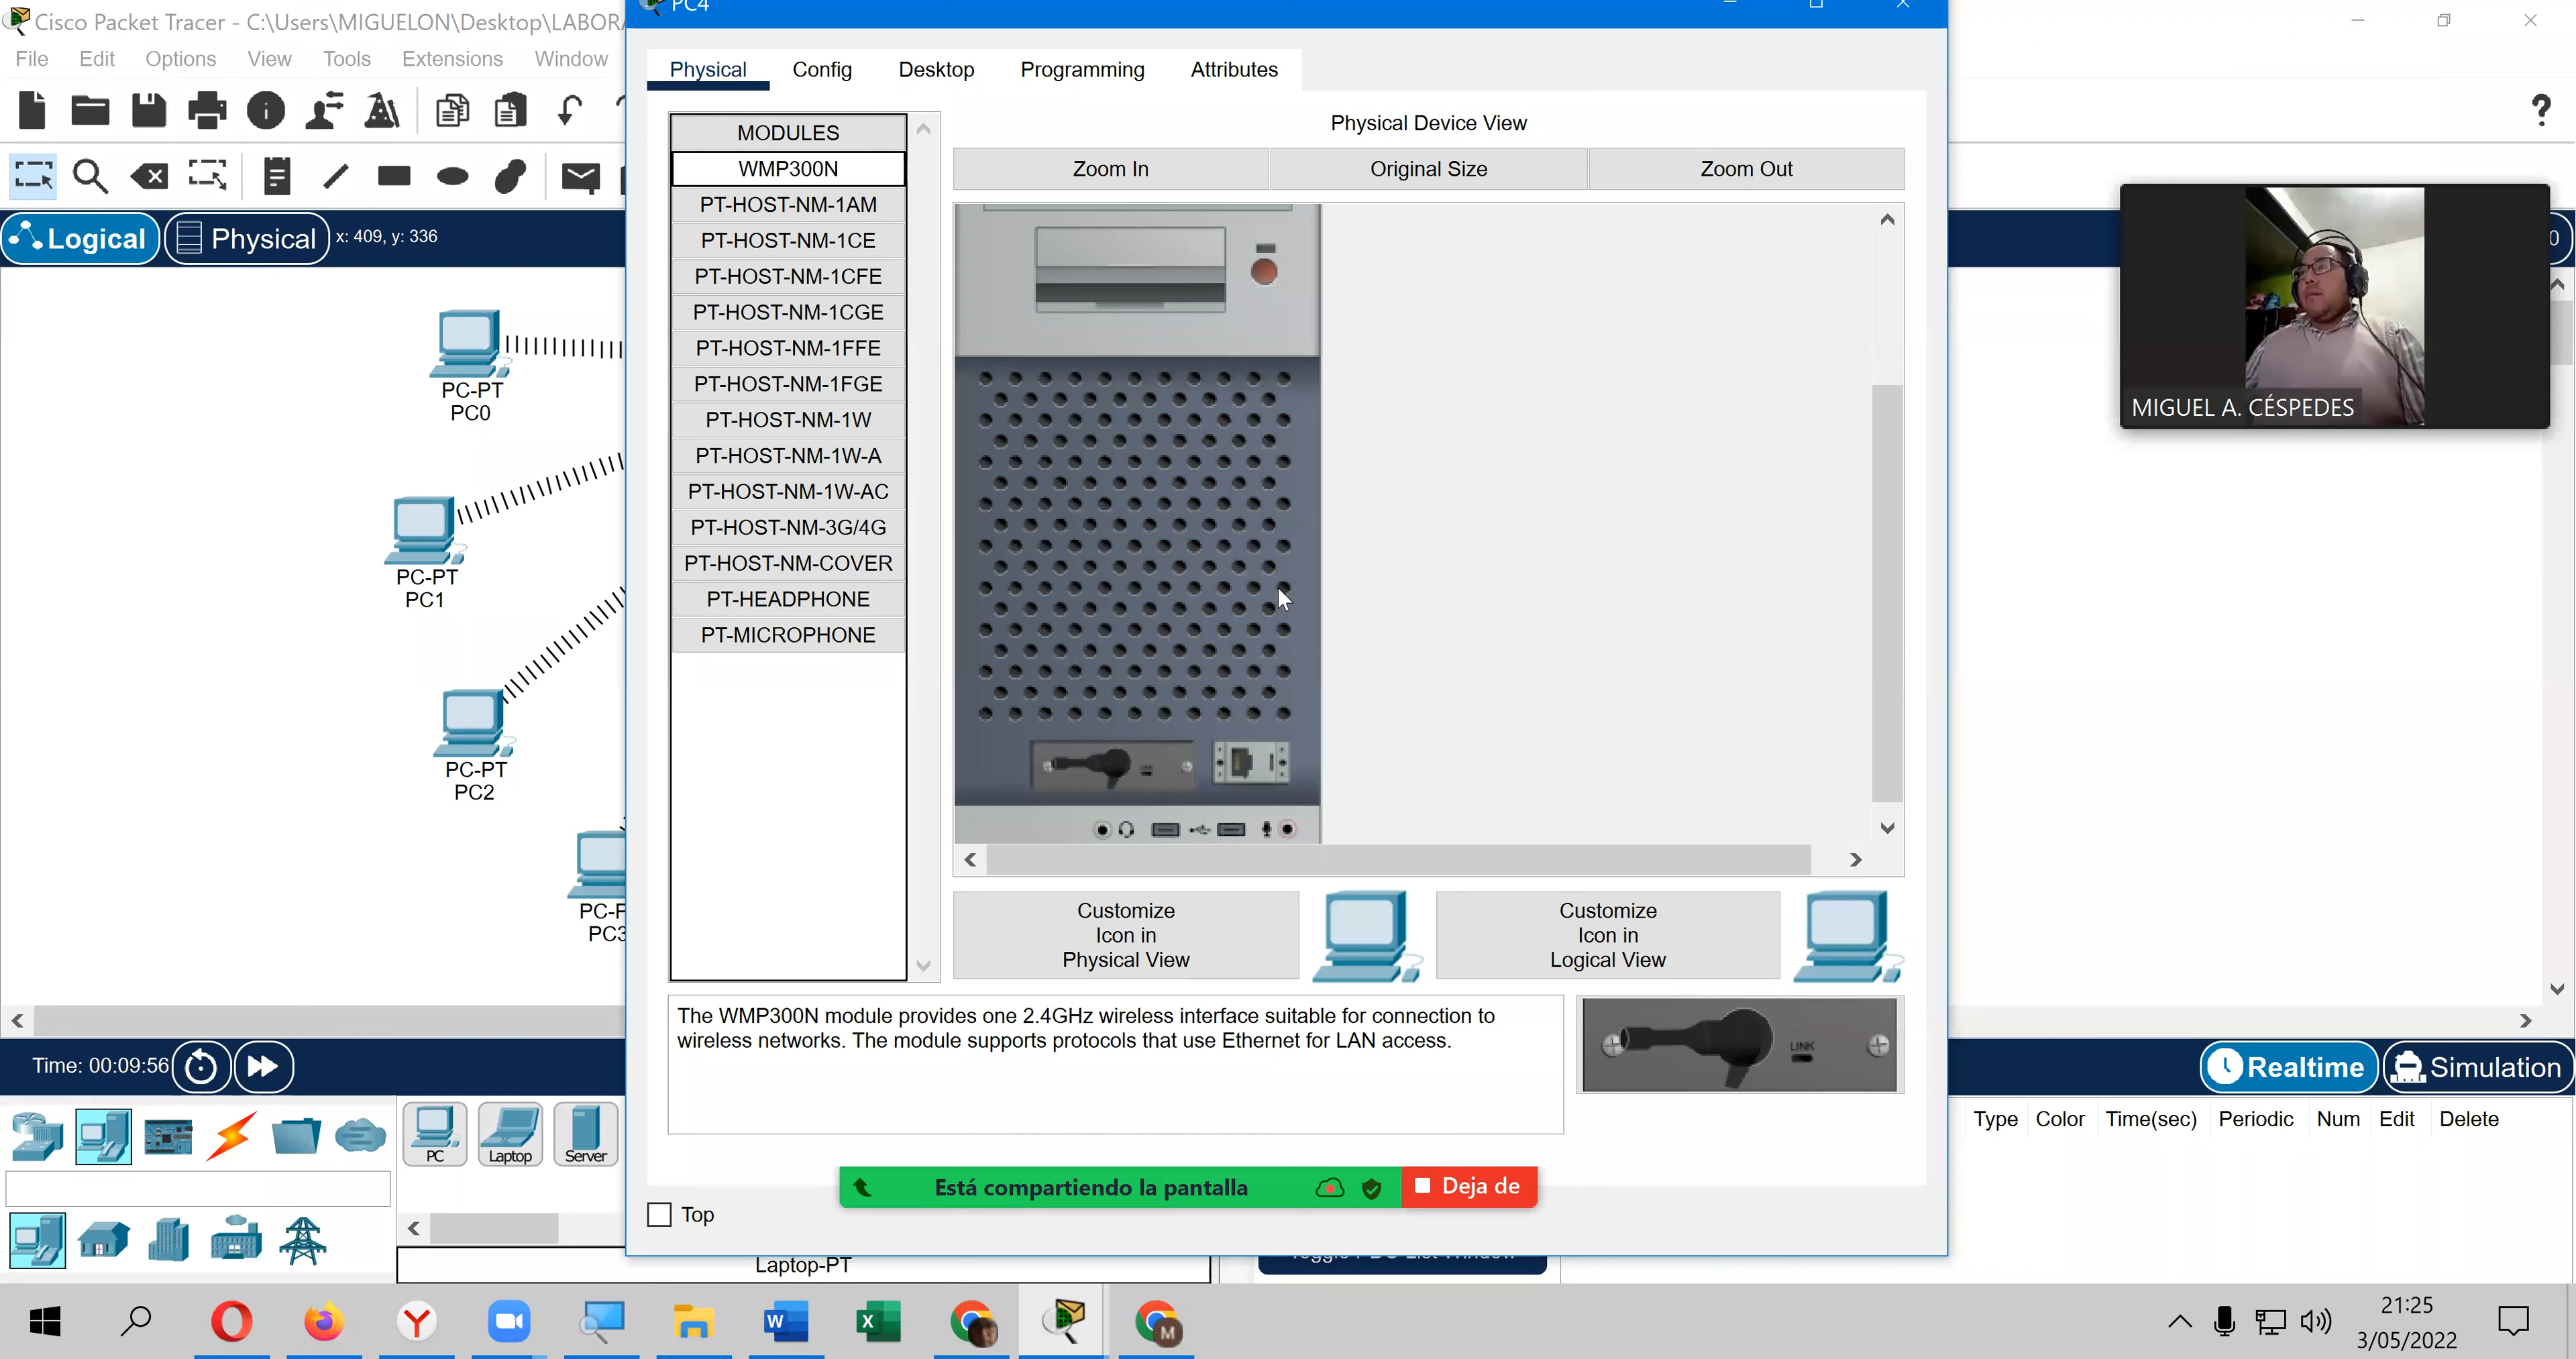 Cisco Packet Tracer - C:\Users\MIGUELON\Desktop\LABORA
PC4
File Edit Options View Tools Extensions Window
Physical Config Desktop Programming Attributes
MODULES
WMP300N
PT-HOST-NM-1AM
PT-HOST-NM-1CE
PT-HOST-NM-1CFE
PT-HOST-NM-1CGE
PT-HOST-NM-1FFE
PT-HOST-NM-1FGE
PT-HOST-NM-1W
PT-HOST-NM-1W-A
PT-HOST-NM-1W-AC
PT-HOST-NM-3G/4G
PT-HOST-NM-COVER
PT-HEADPHONE
PT-MICROPHONE
Physical Device View
Zoom In Original Size Zoom Out
Logical Physical x: 409, y: 336
PC-PT
PC0
PC-PT
PC1
PC-PT
PC2
PC-P
PC3
MIGUEL A. CÉSPEDES
Customize
Icon in
Physical View
Customize
Icon in
Logical View
The WMP300N module provides one 2.4GHz wireless interface suitable for connection to
wireless networks. The module supports protocols that use Ethernet for LAN access.
LINK
Time: 00:09:56
Realtime Simulation
PC Laptop Server
Type Color Time(sec) Periodic Num Edit Delete
Está compartiendo la pantalla Deja de
Top
Laptop-PT
21:25
3/05/2022